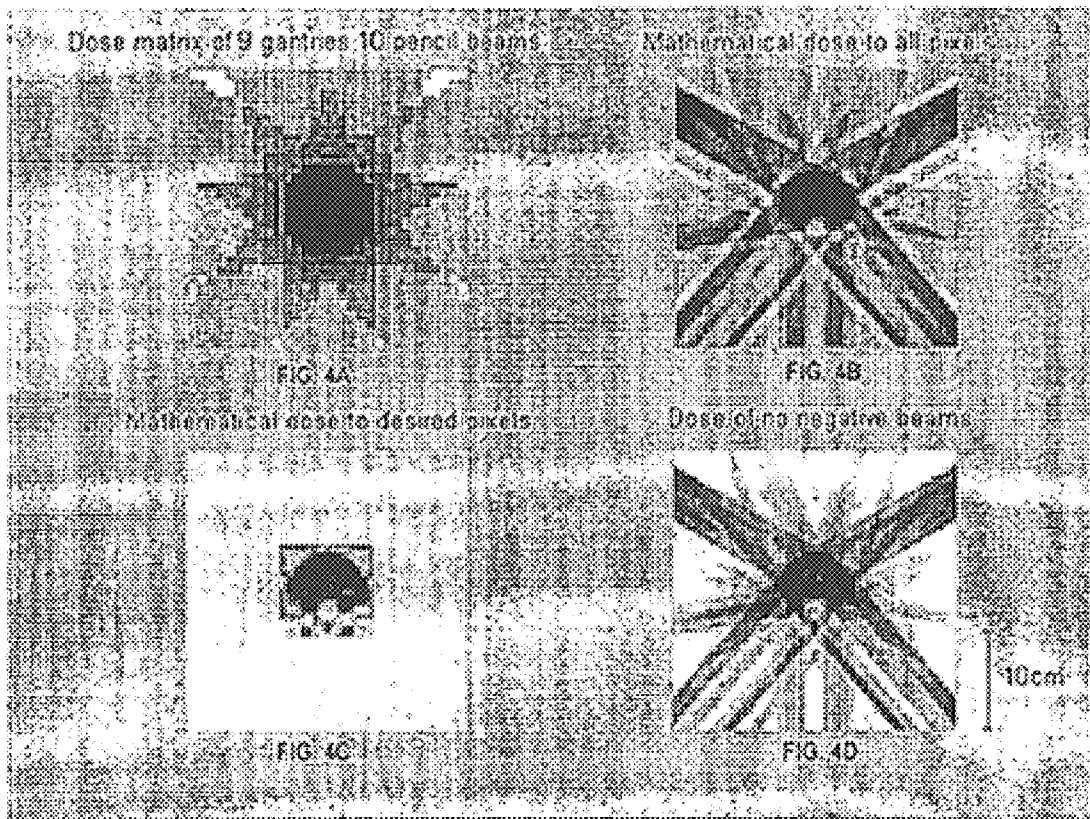 Dose matrix of 9 gantries 10 pencil beams
Mathematical dose to all pixels
FIG. 4A
FIG. 4B
Mathematical dose to desired pixels
Dose of no negative beams
10cm
FIG. 4C
FIG. 4D